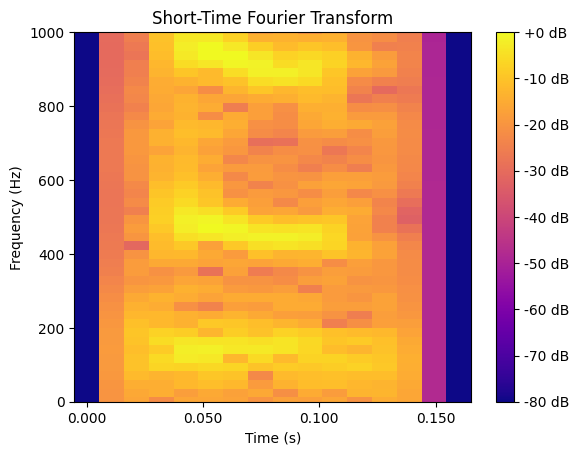 Short-Time Fourier Transform
1000
800
600
400
200
0
Frequency (Hz)
0.000
0.050
0.100
0.150
Time (s)
+0 dB
-10 dB
-20 dB
-30 dB
-40 dB
-50 dB
-60 dB
-70 dB
-80 dB